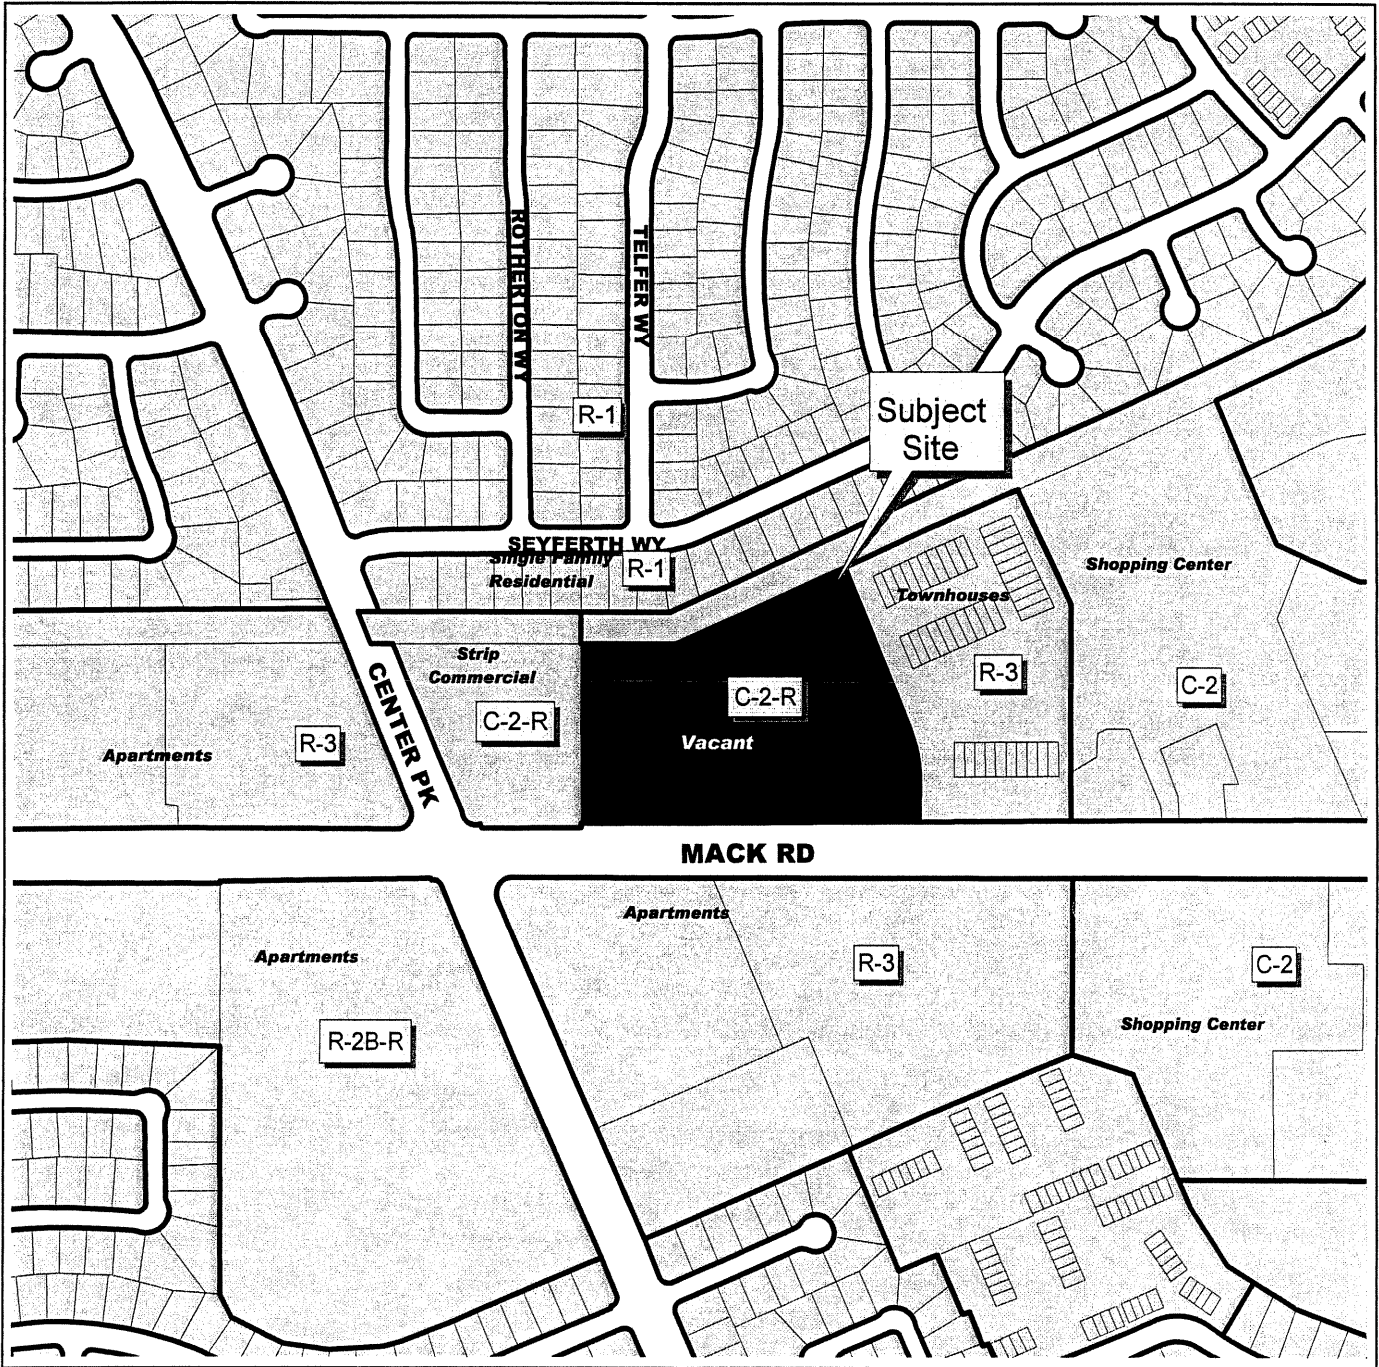 ROTHERTON WY
TELFER WY
R-1
Subject
Site
SEYFERTH WY
Single Family
Residential
R-1
Shopping Center
Townhouses
Strip
Commercial
R-3
C-2
C-2-R
C-2-R
CENTER PK
R-3
Apartments
Vacant
MACK RD
Apartments
Apartments
R-3
C-2
R-2B-R
Shopping Center